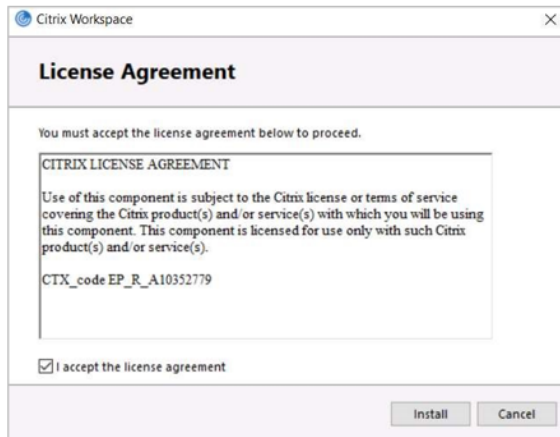 Citrix Workspace
License Agreement
You must accept the license agreement below to proceed.
CITRIX LICENSE AGREEMENT
Use of this component is subject to the Citrix license or terms of service
covering the Citrix product(s) and/or service(s) with which you will be using
this component. This component is licensed for use only with such Citrix
product(s) and/or service(s).
CTX_code EP_R_A10352779
I accept the license agreement
Install Cancel